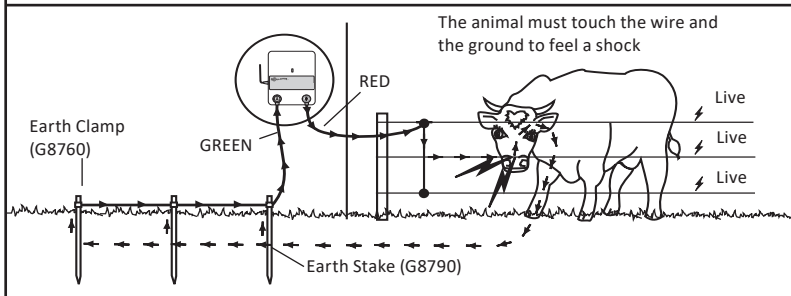 The animal must touch the wire and
the ground to feel a shock
RED
Live
Earth Clamp
(G8760)
GREEN
Live
Live
Earth Stake (G8790)